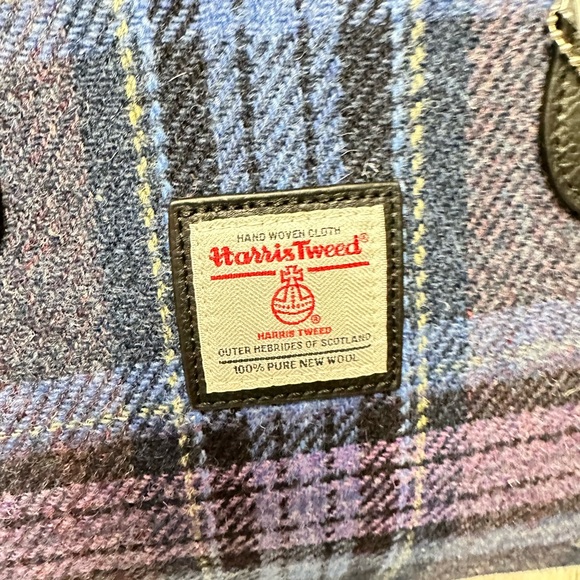 HAND WOVEN CLOTH
Harris Tweed®
®
HARRIS TWEED
OUTER HEBRIDES OF SCOTLAND
100% PURE NEW WOOL